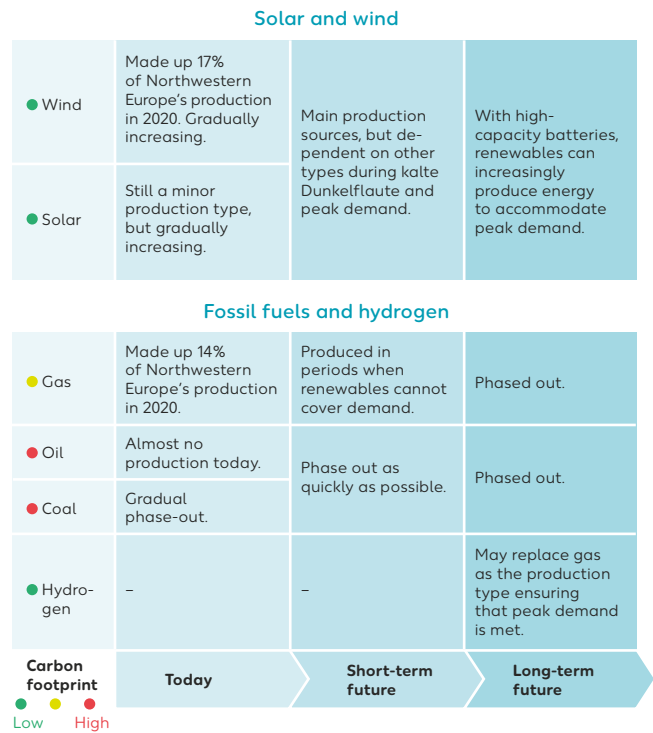 Solar and wind
Wind
Made up 17%
of Northwestern
Europe's production
in 2020. Gradually
increasing.
Solar
Still a minor
production type,
but gradually
increasing.
Main production
sources, but de-
pendent on other
types during kalte
Dunkelflaute and
peak demand.
With high-
capacity batteries,
renewables can
increasingly
produce energy
to accommodate
peak demand.
Fossil fuels and hydrogen
Gas
Made up 14%
of Northwestern
Europe's production
in 2020.
Produced in
periods when
renewables cannot
cover demand.
Phased out.
Oil
Almost no
production today.
Coal
Gradual
phase-out.
Phase out as
quickly as possible.
Phased out.
Hydro-
gen
–
–
May replace gas
as the production
type ensuring
that peak demand
is met.
Carbon
footprint
Low
High
Today
Short-term
future
Long-term
future